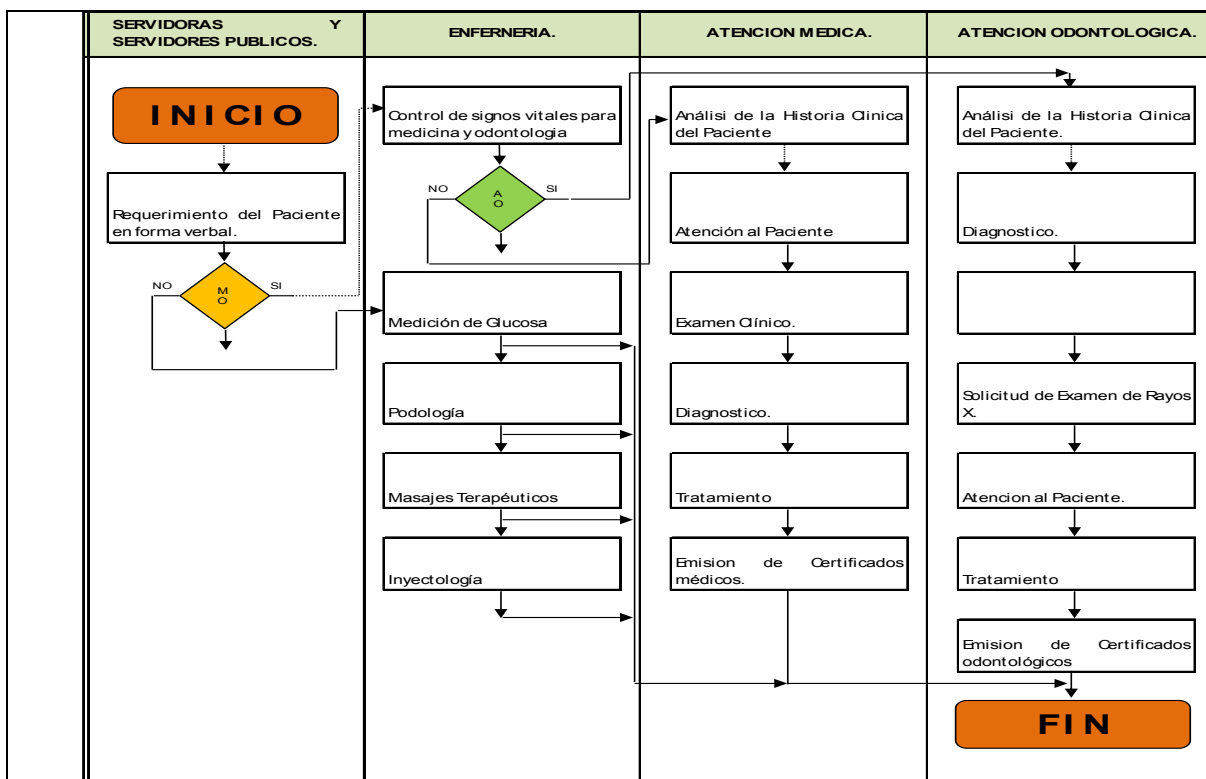 SERVIDORAS Y
SERVIDORES PUBLICOS.
ENFERNERIA.
ATENCION MEDICA.
ATENCION ODONTOLOGICA.
INICIO
Requerimiento del Paciente
en forma verbal.
NO
M
O
SI
Control de signos vitales para
medicina y odontologia
NO
A
O
SI
Medición de Glucosa
Podología
Masajes Terapéuticos
Inyectología
Análisi de la Historia Clinica
del Paciente
Atención al Paciente
Examen Clínico.
Diagnostico.
Tratamiento
Emision de Certificados
médicos.
Análisi de la Historia Clinica
del Paciente.
Diagnostico.
Solicitud de Examen de Rayos
X.
Atencion al Paciente.
Tratamiento
Emision de Certificados
odontológicos
FIN